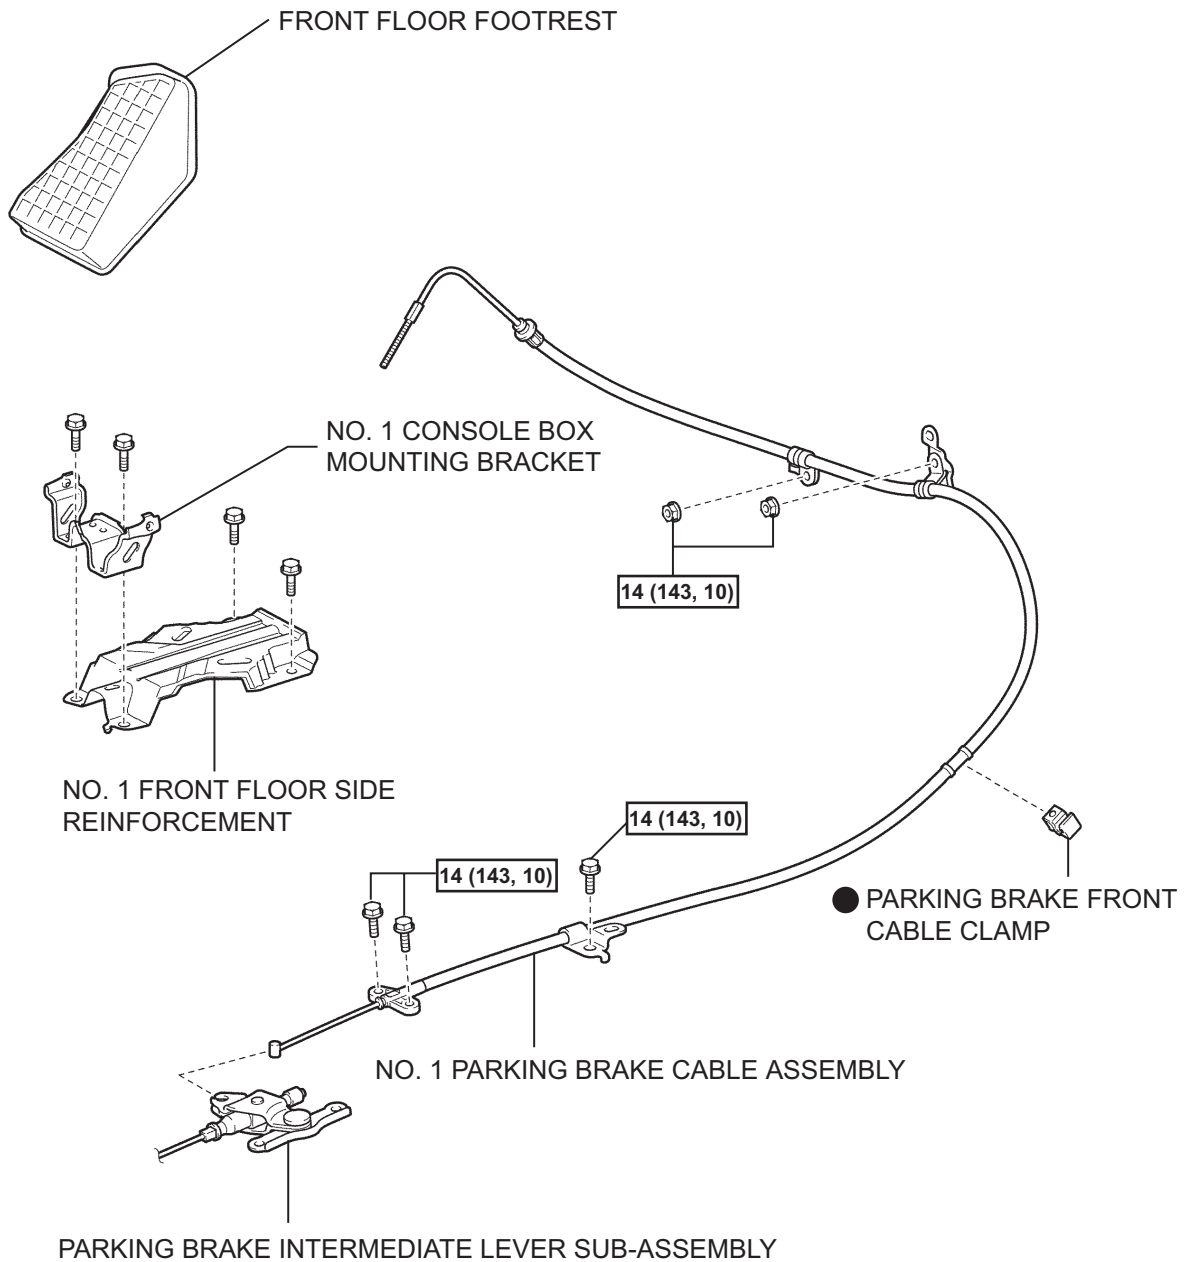 FRONT FLOOR FOOTREST
NO. 1 CONSOLE BOX
MOUNTING BRACKET
14 (143, 10)
NO. 1 FRONT FLOOR SIDE
REINFORCEMENT
14 (143, 10)
14 (143, 10)
PARKING BRAKE FRONT
CABLE CLAMP
NO. 1 PARKING BRAKE CABLE ASSEMBLY
PARKING BRAKE INTERMEDIATE LEVER SUB-ASSEMBLY